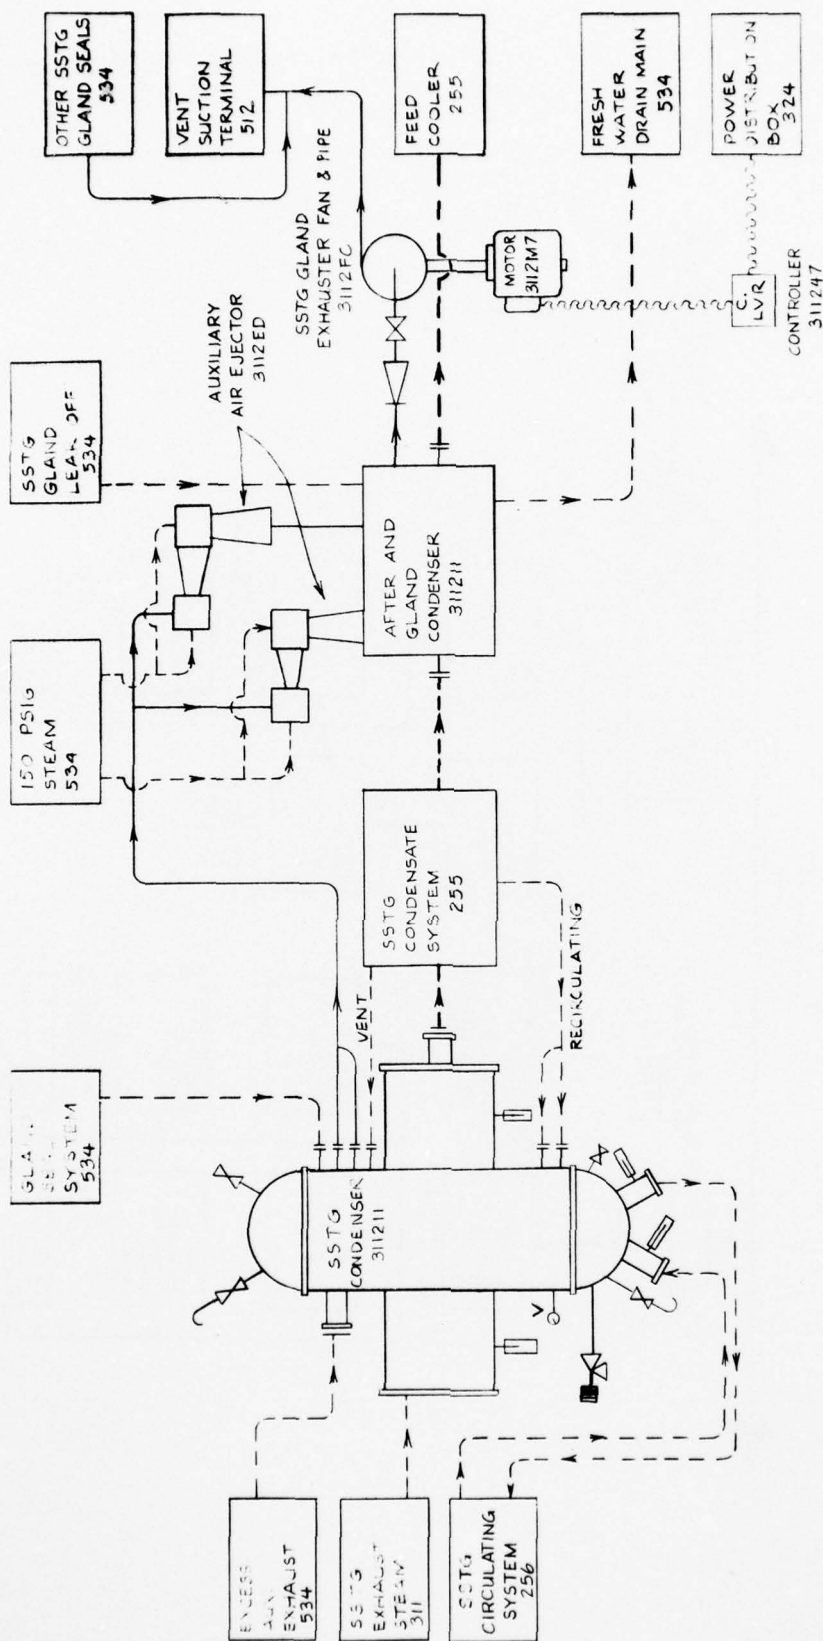 OTHER SSTG
GLAND SEALS
534
VENT
SUCTION
TERMINAL
512
FEED
COOLER
255
FRESH
WATER
DRAIN MAIN
534
POWER
DISTRIBUTION
BOX
324
SSTG GLAND
EXHAUSTER FAN & PIPE
3112FC
MOTOR
3112M7
C.
LVR
CONTROLLER
311247
AUXILIARY
AIR EJECTOR
3112ED
SSTG
GLAND
LEAK OFF
534
AFTER AND
GLAND
CONDENSER
311211
150 PSIG
STEAM
534
SSTG
CONDENSATE
SYSTEM
255
VENT
RECIRCULATING
SYSTEM
534
SSTG
CONDENSER
311211
V
EXCESS
AUX
EXHAUST
534
SSTG
EXHAUST
STEAM
311
SSTG
CIRCULATING
SYSTEM
256